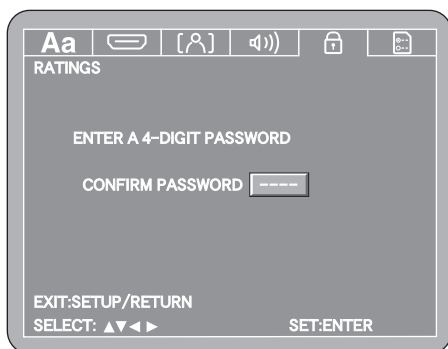 Aa
RATINGS
ENTER A 4-DIGIT PASSWORD
CONFIRM PASSWORD ----
EXIT:SETUP/RETURN
SELECT: ▲▼◀ ▶ SET:ENTER